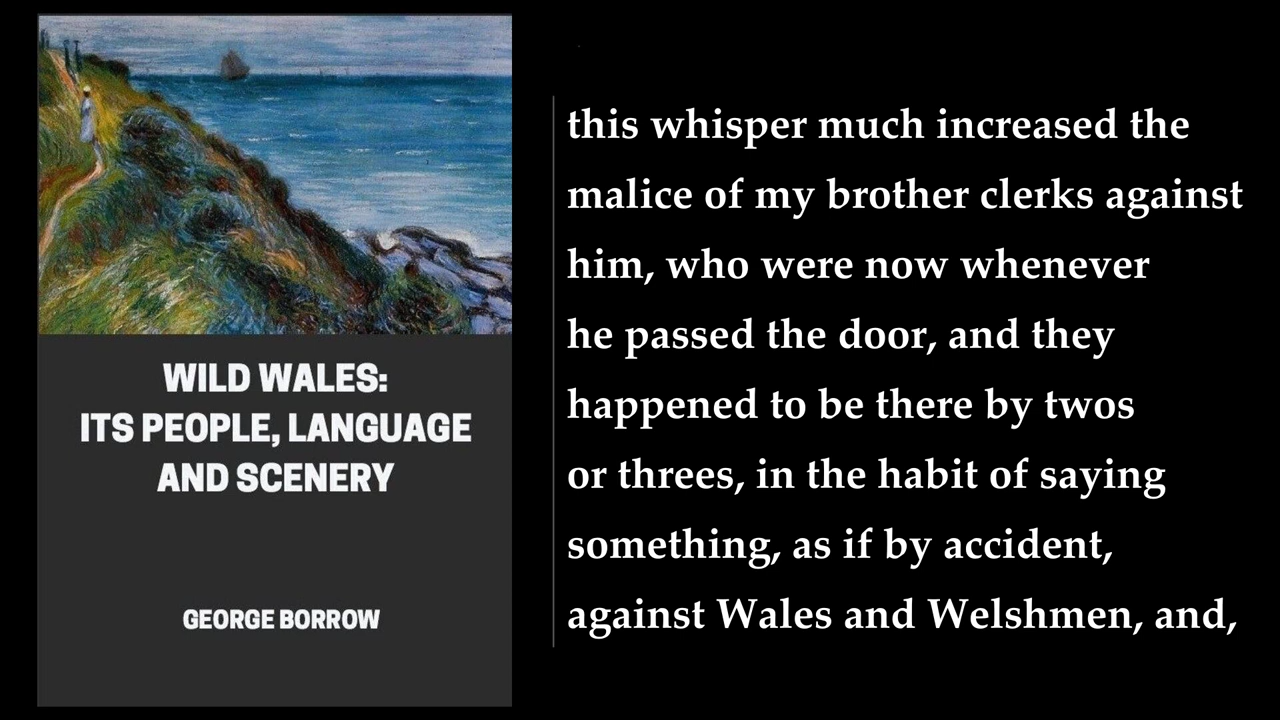 WILD WALES:
ITS PEOPLE, LANGUAGE
AND SCENERY
GEORGE BORROW
this whisper much increased the
malice of my brother clerks against
him, who were now whenever
he passed the door, and they
happened to be there by twos
or threes, in the habit of saying
something, as if by accident,
against Wales and Welshmen, and,